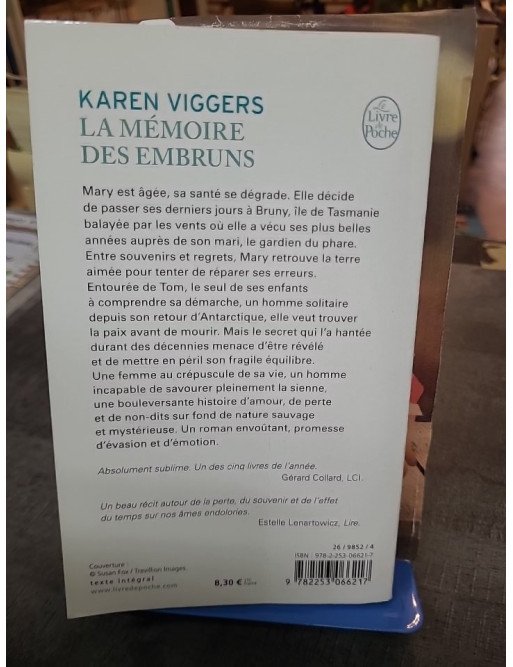 KAREN VIGGERS
LA MÉMOIRE
DES EMBRUNS
Le
Livre
de
Poche
Mary est âgée, sa santé se dégrade. Elle décide
de passer ses derniers jours à Bruny, île de Tasmanie
balayée par les vents où elle a vécu ses plus belles
années auprès de son mari, le gardien du phare.
Entre souvenirs et regrets, Mary retrouve la terre
aimée pour tenter de réparer ses erreurs.
Entourée de Tom, le seul de ses enfants
à comprendre sa démarche, un homme solitaire
depuis son retour d'Antarctique, elle veut trouver
la paix avant de mourir. Mais le secret qui l'a hantée
durant des décennies menace d'être révélé
et de mettre en péril son fragile équilibre.
Une femme au crépuscule de sa vie, un homme
incapable de savourer pleinement la sienne,
une bouleversante histoire d'amour, de perte
et de non-dits sur fond de nature sauvage
et mystérieuse. Un roman envoûtant, promesse
d'évasion et d'émotion.
Absolument sublime. Un des cinq livres de l'année.
Gérard Collard, LCI.
Un beau récit autour de la perte, du souvenir et de l'effet
du temps sur nos âmes endolories.
Estelle Lenartowicz, Lire.
Couverture :
© Susan Fox / Trevillion Images.
texte intégral
www.livredepoche.com
8,30 €
26 / 9852 / 4
ISBN : 978-2-253-06621-7
9 782253 066217